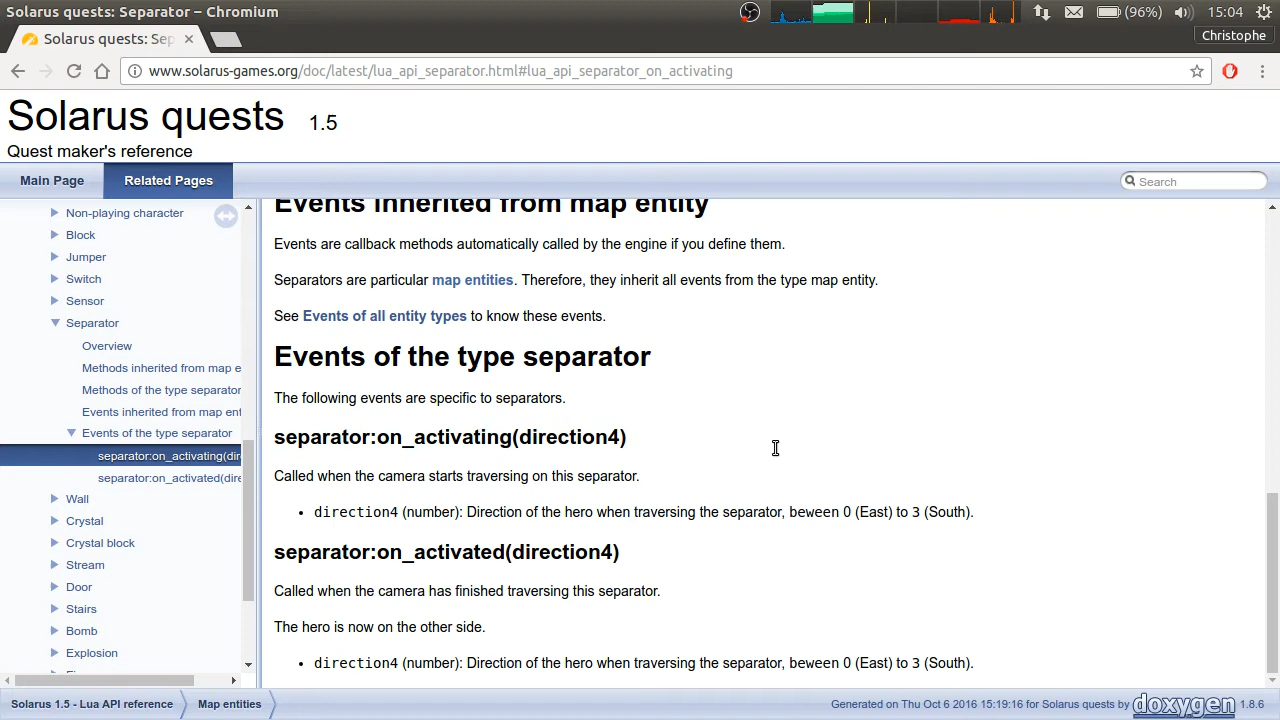 Solarus quests: Separator – Chromium
(96%)
15:04
Solarus quests: Sep
Christophe
www.solarus-games.org/doc/latest/lua_api_separator.html#lua_api_separator_on_activating
Solarus quests 1.5
Quest maker's reference
Main Page
Related Pages
Search
Non-playing character
Block
Jumper
Switch
Sensor
Separator
Overview
Methods inherited from map e
Methods of the type separator
Events inherited from map ent
Events of the type separator
separator:on_activating(dire
separator:on_activated(dire
Wall
Crystal
Crystal block
Stream
Door
Stairs
Bomb
Explosion
Events inherited from map entity
Events are callback methods automatically called by the engine if you define them.
Separators are particular map entities. Therefore, they inherit all events from the type map entity.
See Events of all entity types to know these events.
Events of the type separator
The following events are specific to separators.
separator:on_activating(direction4)
Called when the camera starts traversing on this separator.
• direction4 (number): Direction of the hero when traversing the separator, beween 0 (East) to 3 (South).
separator:on_activated(direction4)
Called when the camera has finished traversing this separator.
The hero is now on the other side.
• direction4 (number): Direction of the hero when traversing the separator, beween 0 (East) to 3 (South).
Solarus 1.5 - Lua API reference
Map entities
Generated on Thu Oct 6 2016 15:19:16 for Solarus quests by doxygen 1.8.6